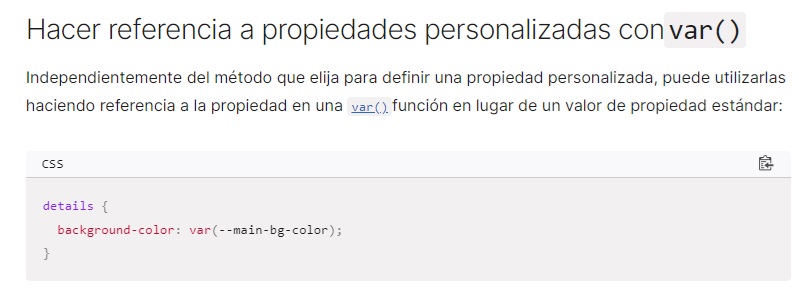 Hacer referencia a propiedades personalizadas con var()
Independientemente del método que elija para definir una propiedad personalizada, puede utilizarlas
haciendo referencia a la propiedad en una var() función en lugar de un valor de propiedad estándar:
CSS
details {
  background-color: var(--main-bg-color);
}